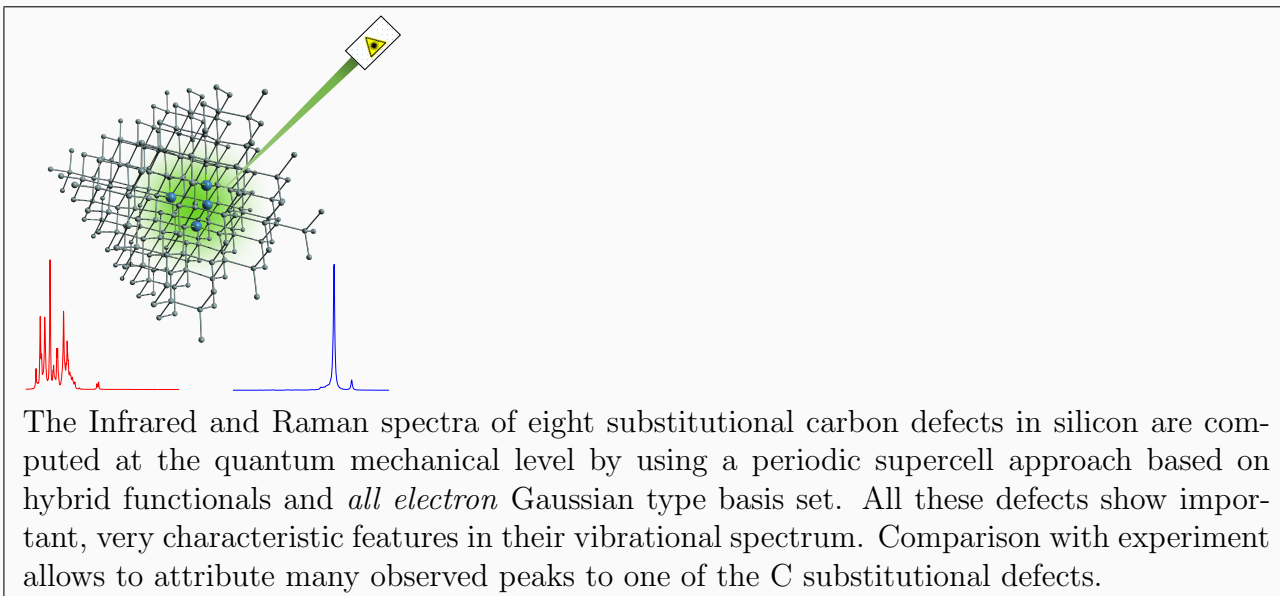 The Infrared and Raman spectra of eight substitutional carbon defects in silicon are com-
puted at the quantum mechanical level by using a periodic supercell approach based on
hybrid functionals and all electron Gaussian type basis set. All these defects show impor-
tant, very characteristic features in their vibrational spectrum. Comparison with experiment
allows to attribute many observed peaks to one of the C substitutional defects.